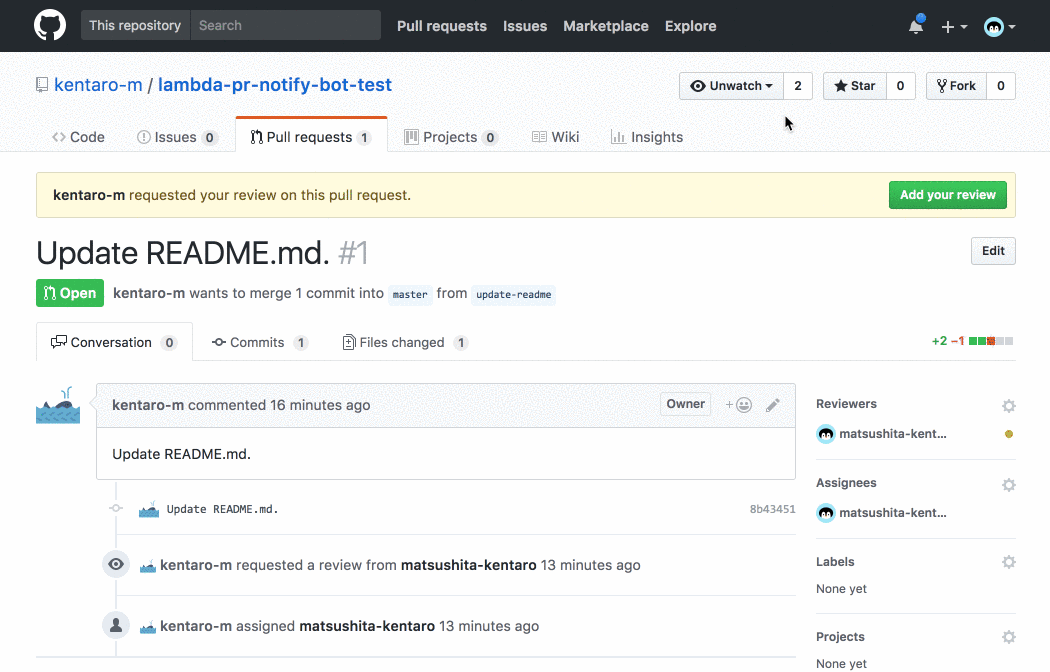 This repository Search Pull requests Issues Marketplace Explore
kentaro-m / lambda-pr-notify-bot-test Unwatch 2 Star 0 Fork 0
Code Issues 0 Pull requests 1 Projects 0 Wiki Insights
kentaro-m requested your review on this pull request. Add your review
Update README.md. #1 Edit
Open kentaro-m wants to merge 1 commit into master from update-readme
Conversation 0 Commits 1 Files changed 1 +2 −1
kentaro-m commented 16 minutes ago Owner
Update README.md.
Update README.md. 8b43451
kentaro-m requested a review from matsushita-kentaro 13 minutes ago
kentaro-m assigned matsushita-kentaro 13 minutes ago
Reviewers
matsushita-kent...
Assignees
matsushita-kent...
Labels
None yet
Projects
None yet